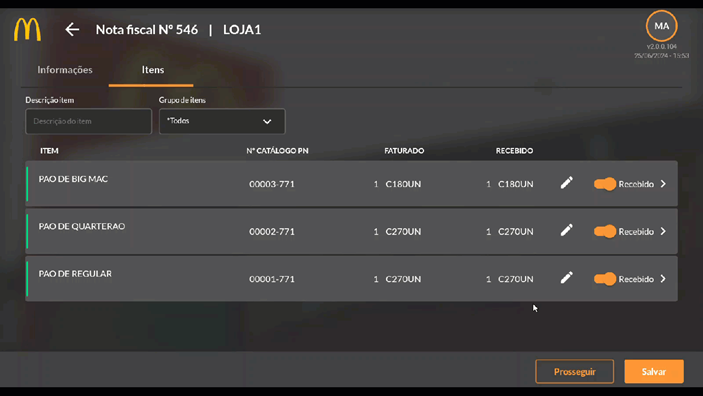 Nota fiscal Nº 546 | LOJA1
MA
v2.0.0.104
25/06/2024 - 15:53
Informações Itens
Descrição item Grupo de itens
Descrição do item *Todos
ITEM Nº CATÁLOGO PN FATURADO RECEBIDO
PAO DE BIG MAC 00003-771 1 C180UN 1 C180UN Recebido
PAO DE QUARTERAO 00002-771 1 C270UN 1 C270UN Recebido
PAO DE REGULAR 00001-771 1 C270UN 1 C270UN Recebido
Prosseguir Salvar